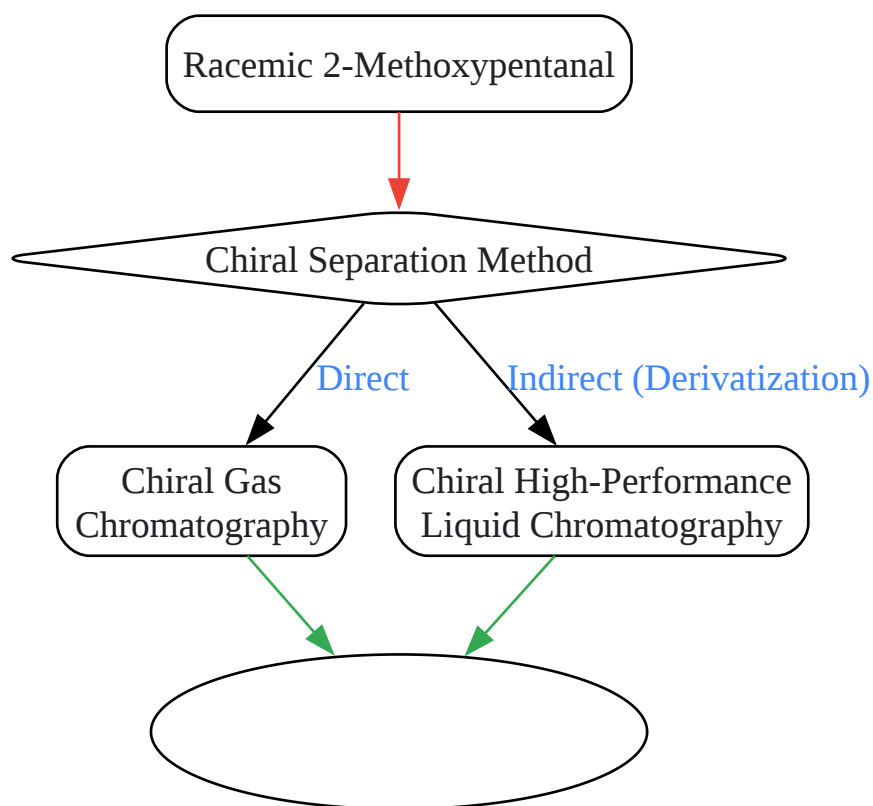 Racemic 2-Methoxypentanal
Chiral Separation Method
Direct
Indirect (Derivatization)
Chiral Gas
Chromatography
Chiral High-Performance
Liquid Chromatography